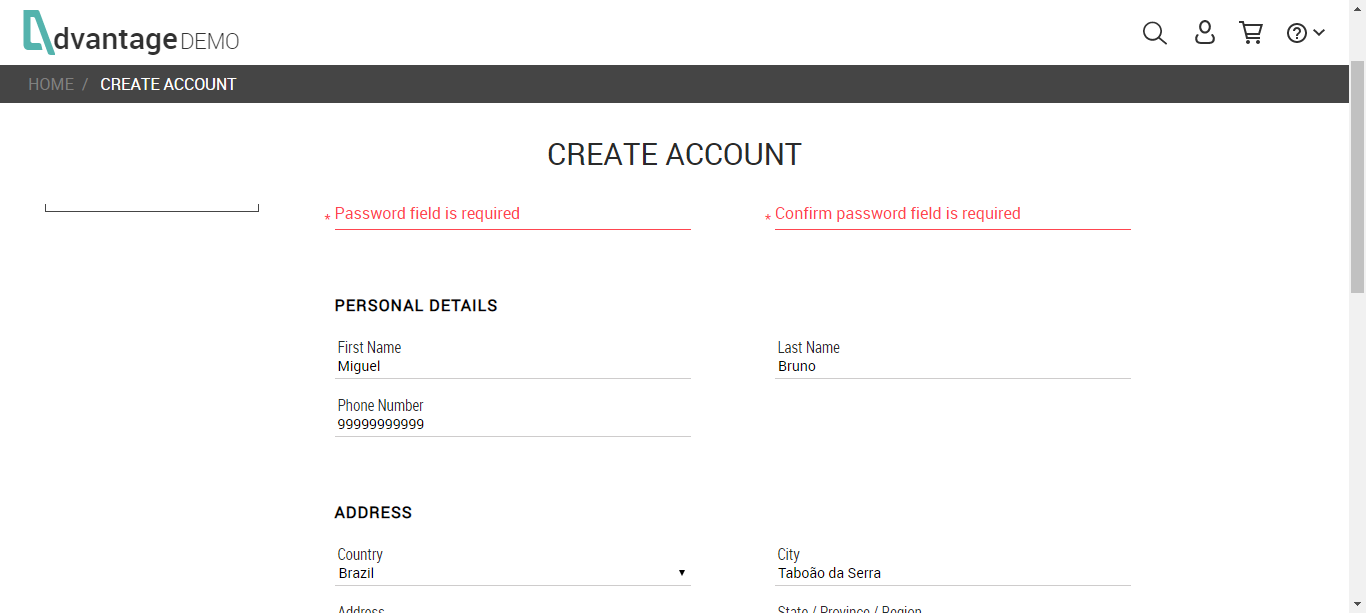 dvantage DEMO
HOME / CREATE ACCOUNT
CREATE ACCOUNT
* Password field is required
* Confirm password field is required
PERSONAL DETAILS
First Name
Miguel
Last Name
Bruno
Phone Number
99999999999
ADDRESS
Country
Brazil
City
Taboão da Serra
Address
State / Province / Region